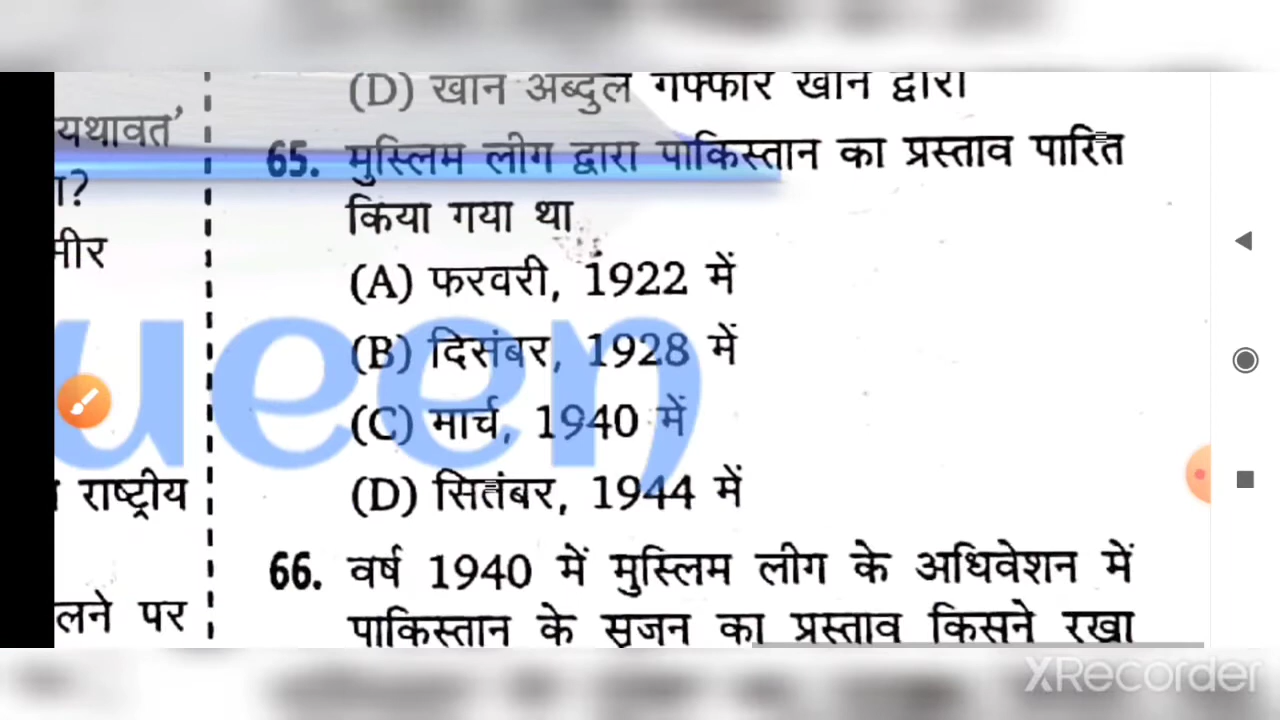 (D) खान अब्दुल गफ्फार खान द्वारा
यथावत’
ा?
मीर
राष्ट्रीय
लने पर
65. मुस्लिम लीग द्वारा पाकिस्तान का प्रस्ताव पारित
किया गया था
(A) फरवरी, 1922 में
(B) दिसंबर, 1928 में
(C) मार्च, 1940 में
(D) सितंबर, 1944 में
66. वर्ष 1940 में मुस्लिम लीग के अधिवेशन में
पाकिस्तान के सृजन का प्रस्ताव किसने रखा
ueen
XRecorder